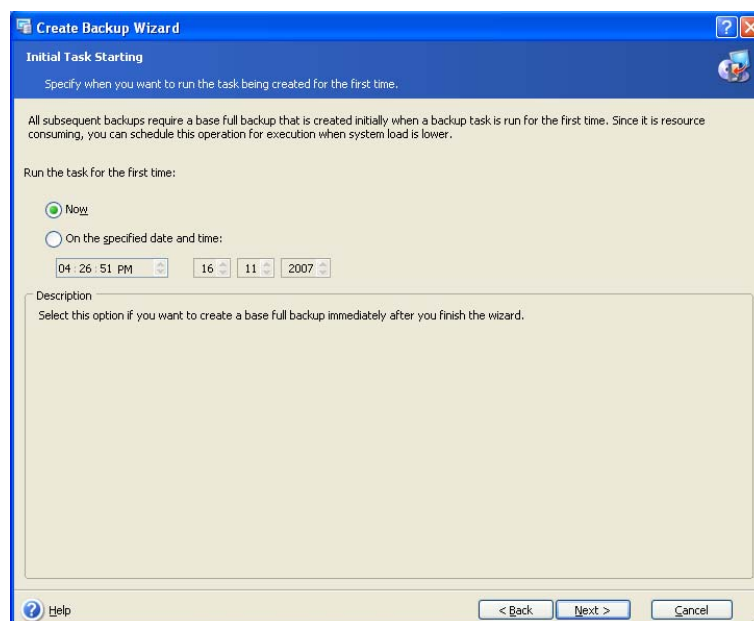 Create Backup Wizard
Initial Task Starting
Specify when you want to run the task being created for the first time.
All subsequent backups require a base full backup that is created initially when a backup task is run for the first time. Since it is resource
consuming, you can schedule this operation for execution when system load is lower.
Run the task for the first time:
Now
On the specified date and time:
04 : 26 : 51 PM 16 11 2007
Description
Select this option if you want to create a base full backup immediately after you finish the wizard.
Help < Back Next > Cancel